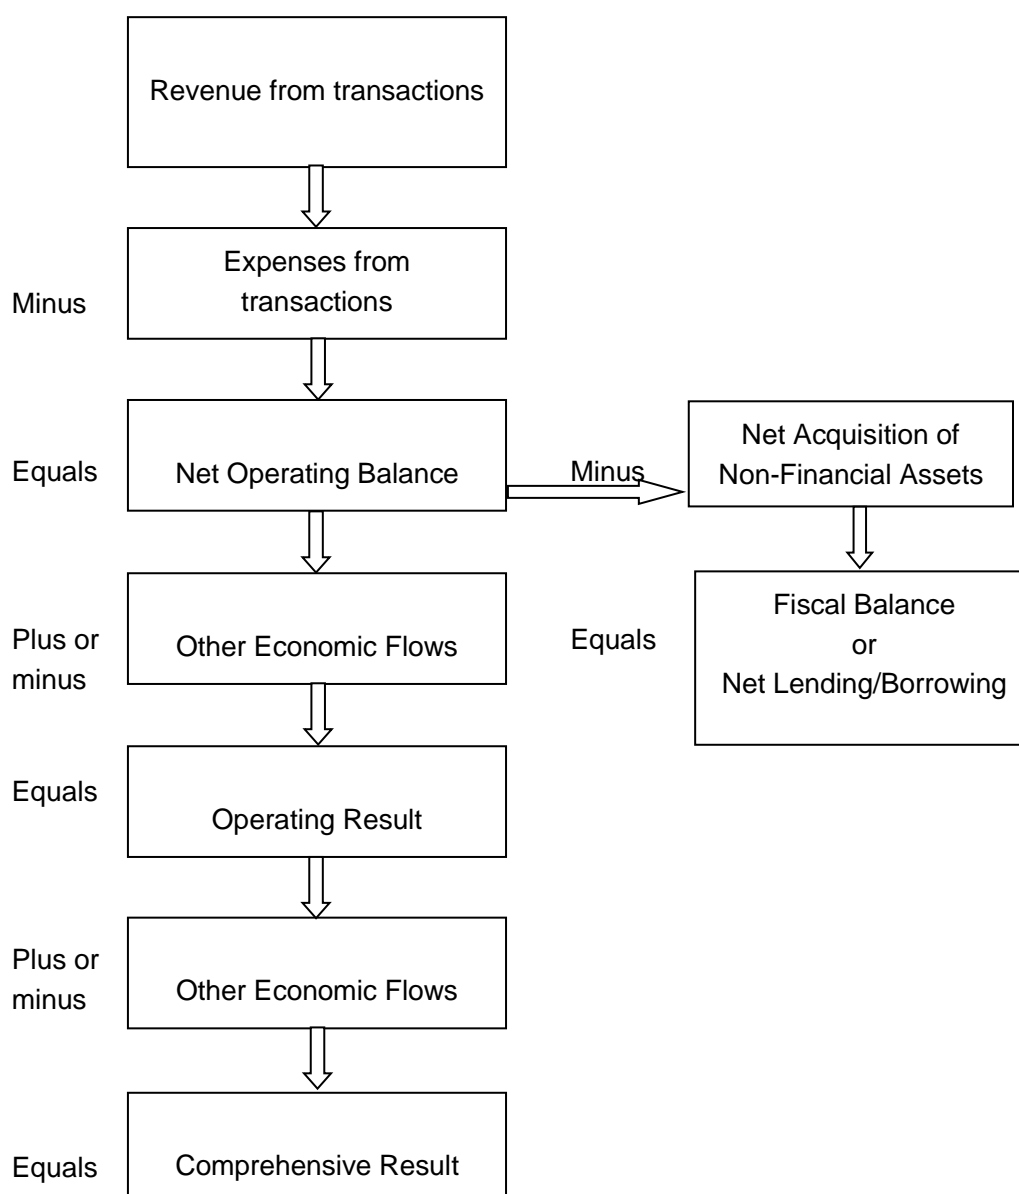 Revenue from transactions
Minus
Expenses from
transactions
Equals
Net Operating Balance
Minus
Net Acquisition of
Non-Financial Assets
Plus or
minus
Other Economic Flows
Equals
Fiscal Balance
or
Net Lending/Borrowing
Equals
Operating Result
Plus or
minus
Other Economic Flows
Equals
Comprehensive Result